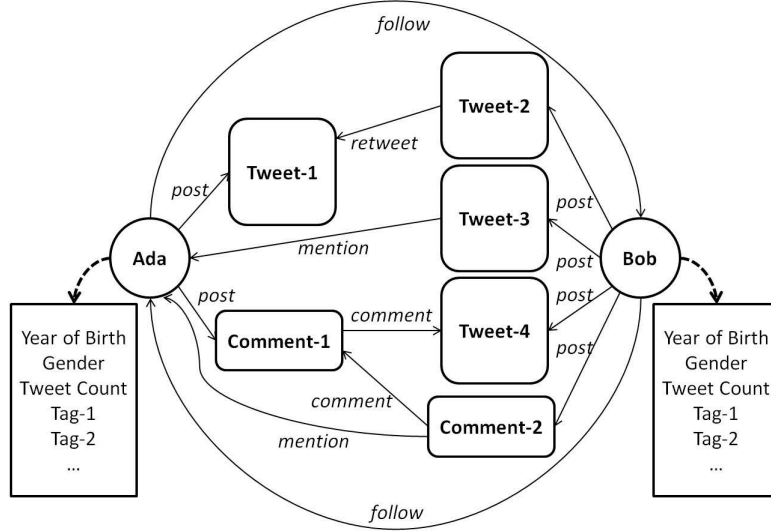 follow
Tweet-2
retweet
Tweet-1
post
Tweet-3
post
mention
Ada
post
Bob
post
post
comment
Tweet-4
Comment-1
post
comment
Comment-2
mention
follow
Year of Birth
Gender
Tweet Count
Tag-1
Tag-2
...
Year of Birth
Gender
Tweet Count
Tag-1
Tag-2
...